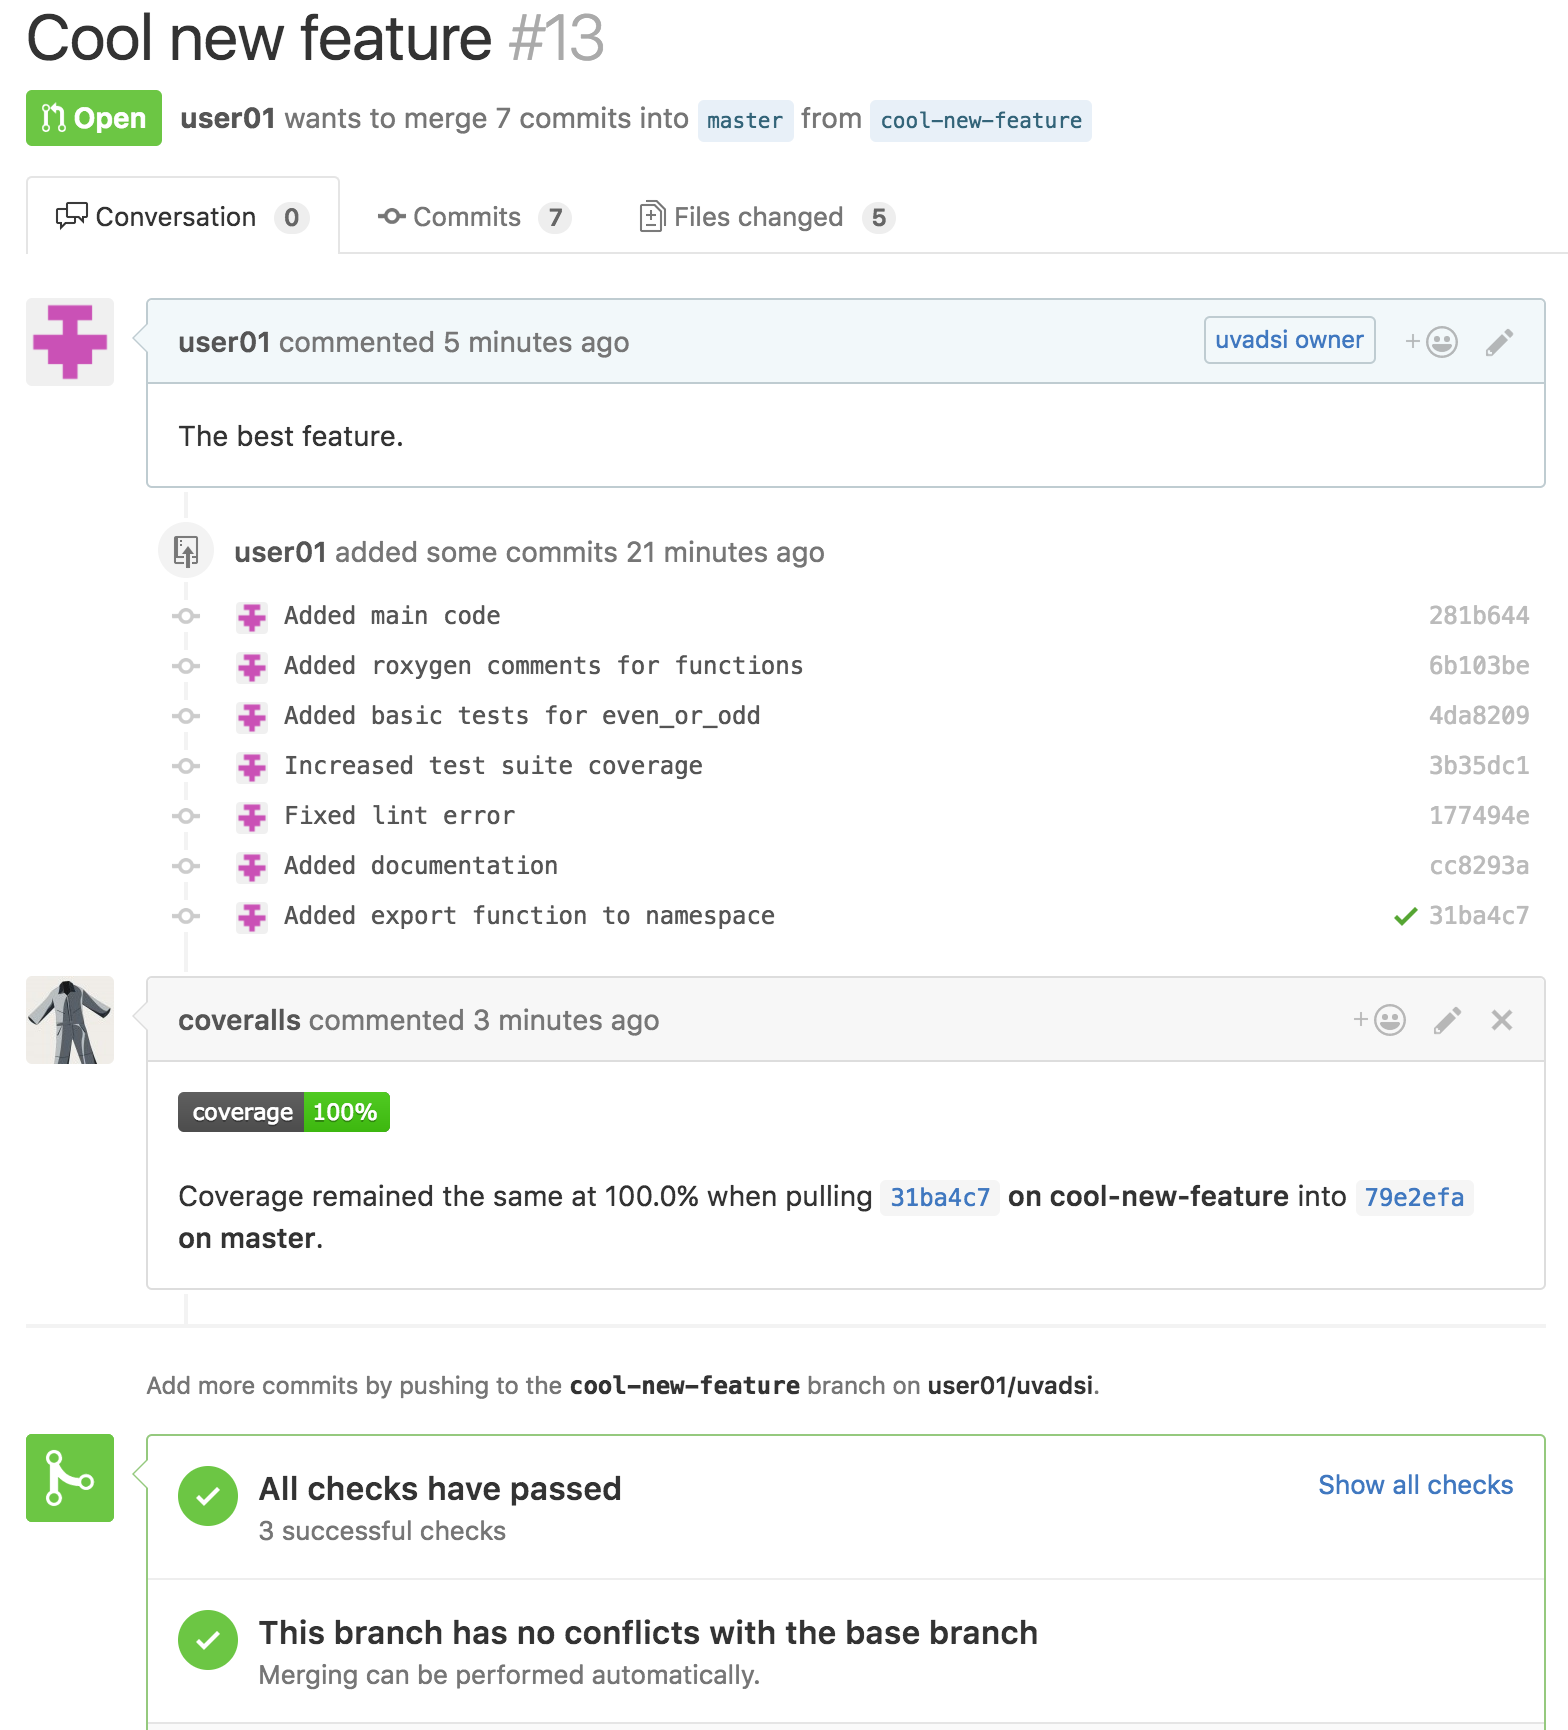 Cool new feature #13
Open user01 wants to merge 7 commits into master from cool-new-feature
Conversation 0 Commits 7 Files changed 5
user01 commented 5 minutes ago uvadsi owner +
The best feature.
user01 added some commits 21 minutes ago
Added main code 281b644
Added roxygen comments for functions 6b103be
Added basic tests for even_or_odd 4da8209
Increased test suite coverage 3b35dc1
Fixed lint error 177494e
Added documentation cc8293a
Added export function to namespace 31ba4c7
coveralls commented 3 minutes ago +
coverage 100%
Coverage remained the same at 100.0% when pulling 31ba4c7 on cool-new-feature into 79e2efa
on master.
Add more commits by pushing to the cool-new-feature branch on user01/uvadsi.
All checks have passed Show all checks
3 successful checks
This branch has no conflicts with the base branch
Merging can be performed automatically.